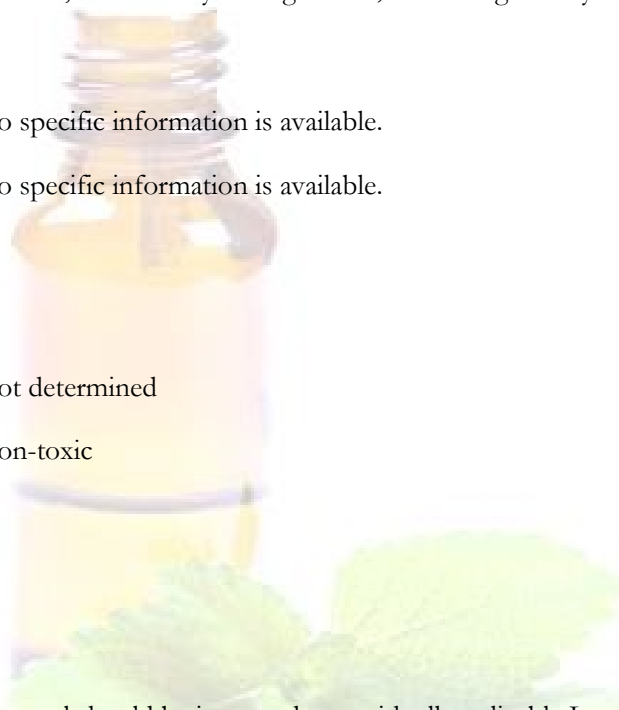 o specific information is available.
o specific information is available.
ot determined
on-toxic